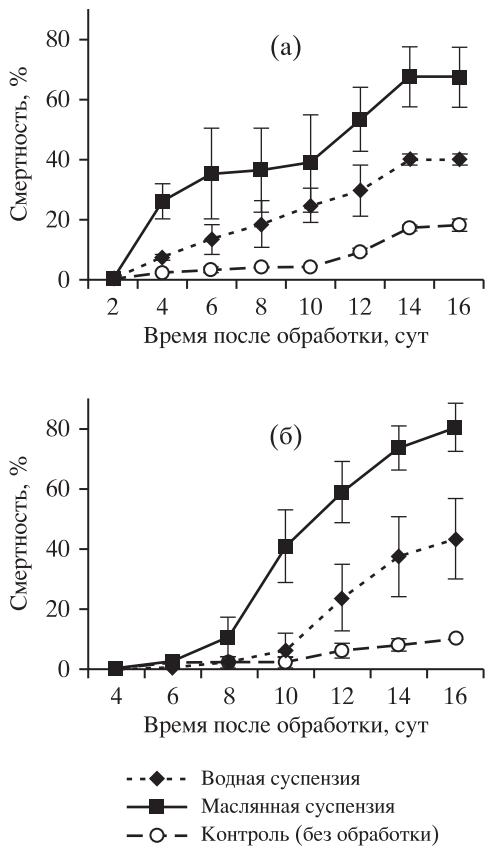 (а)
Смертность, %
80
60
40
20
0
2 4 6 8 10 12 14 16
Время после обработки, сут
(б)
Смертность, %
80
60
40
20
0
4 6 8 10 12 14 16
Время после обработки, сут
Водная суспензия
Маслянная суспензия
Контроль (без обработки)